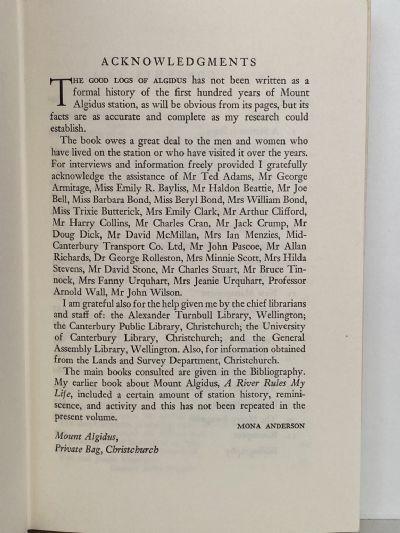 ACKNOWLEDGMENTS
THE GOOD LOGS OF ALGIDUS has not been written as a
formal history of the first hundred years of Mount
Algidus station, as will be obvious from its pages, but its
facts are as accurate and complete as my research could
establish.
The book owes a great deal to the men and women who
have lived on the station or who have visited it over the years.
For interviews and information freely provided I gratefully
acknowledge the assistance of Mr Ted Adams, Mr George
Armitage, Miss Emily R. Bayliss, Mr Haldon Beattie, Mr Joe
Bell, Miss Barbara Bond, Miss Beryl Bond, Mrs William Bond,
Miss Trixie Butterick, Mrs Emily Clark, Mr Arthur Clifford,
Mr Harry Collins, Mr Charles Cran, Mr Jack Crump, Mr
Doug Dick, Mr David McMillan, Mrs Ian Menzies, Mid-
Canterbury Transport Co. Ltd, Mr John Pascoe, Mr Allan
Richards, Dr George Rolleston, Mrs Minnie Scott, Mrs Hilda
Stevens, Mr David Stone, Mr Charles Stuart, Mr Bruce Tin-
nock, Mrs Fanny Urquhart, Mrs Jeanie Urquhart, Professor
Arnold Wall, Mr John Wilson.
I am grateful also for the help given me by the chief librarians
and staff of: the Alexander Turnbull Library, Wellington;
the Canterbury Public Library, Christchurch; the University
of Canterbury Library, Christchurch; and the General
Assembly Library, Wellington. Also, for information obtained
from the Lands and Survey Department, Christchurch.
The main books consulted are given in the Bibliography.
My earlier book about Mount Algidus, A River Rules My
Life, included a certain amount of station history, remini-
scence, and activity and this has not been repeated in the
present volume.
MONA ANDERSON
Mount Algidus,
Private Bag, Christchurch